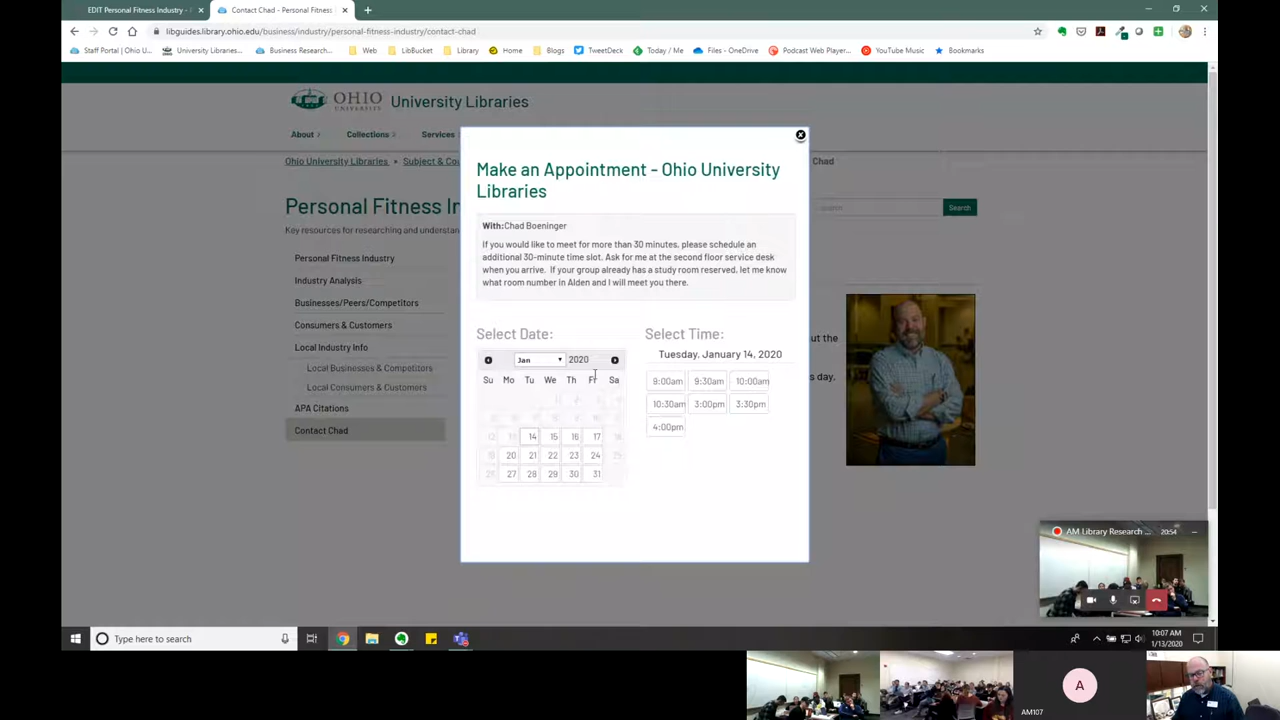 EDIT Personal Fitness Industry -
Contact Chad - Personal Fitness
libguides.library.ohio.edu/business/industry/personal-fitness-industry/contact-chad
Staff Portal | Ohio U... University Libraries... Business Research... Web LibBucket Library Home Blogs TweetDeck Today / Me Files - OneDrive Podcast Web Player... YouTube Music Bookmarks
OHIO UNIVERSITY University Libraries
About Collections Services
Ohio University Libraries Subject & Cou Chad
Personal Fitness In
Search
Key resources for researching and understan
Personal Fitness Industry
Industry Analysis
Businesses/Peers/Competitors
Consumers & Customers
Local Industry Info
Local Businesses & Competitors
Local Consumers & Customers
APA Citations
Contact Chad
Make an Appointment - Ohio University
Libraries
With:Chad Boeninger
If you would like to meet for more than 30 minutes, please schedule an
additional 30-minute time slot. Ask for me at the second floor service desk
when you arrive. If your group already has a study room reserved, let me know
what room number in Alden and I will meet you there.
Select Date:
Jan 2020
Su Mo Tu We Th Fr Sa
14 15 16 17
20 21 22 23 24
27 28 29 30 31
Select Time:
Tuesday, January 14, 2020
9:00am 9:30am 10:00am
10:30am 3:00pm 3:30pm
4:00pm
ut the
s day.
AM Library Research ... 20:54
Type here to search
10:07 AM
1/13/2020
A
AM107